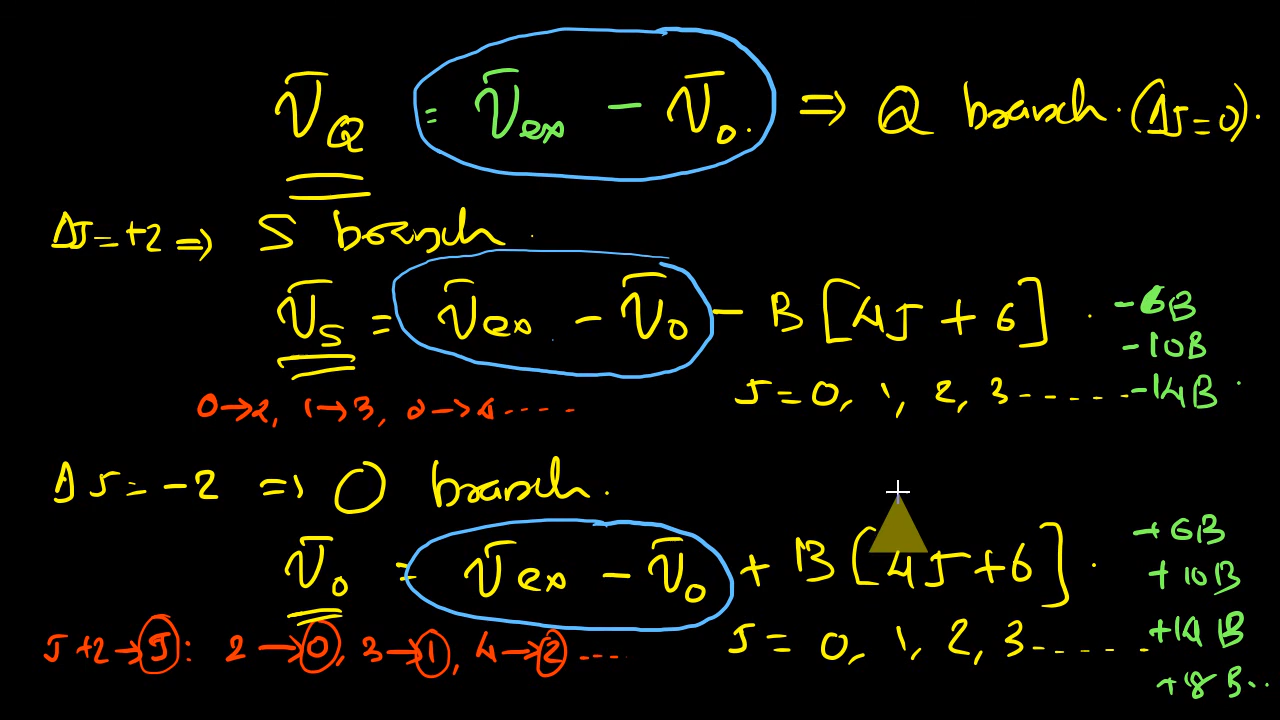 ν̄_Q = ν̄_ex − ν̄_0. ⇒ Q branch. (ΔJ=0).
ΔJ=+2 ⇒ S branch.
ν̄_S = ν̄_ex − ν̄_0 − B[4J+6].
−6B
−10B
J=0, 1, 2, 3 ...... −14B.
0→2, 1→3, 0→4 .....
ΔJ=−2 ⇒ O branch.
ν̄_0 = ν̄_ex − ν̄_0 + B[4J+6].
+6B
+10B
J = 0, 1, 2, 3 ....... +14B
J+2→J: 2→0, 3→1, 4→2 .....
+18B..